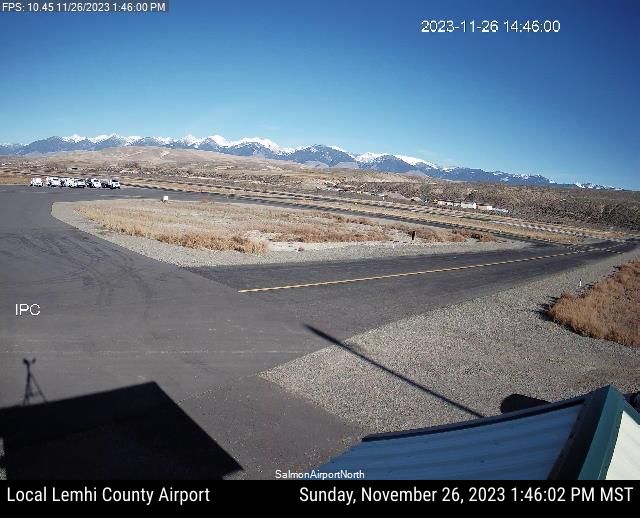 FPS: 10.45 11/26/2023 1:46:00 PM
2023-11-26 14:46:00
IPC
SalmonAirportNorth
Local Lemhi County Airport
Sunday, November 26, 2023 1:46:02 PM MST